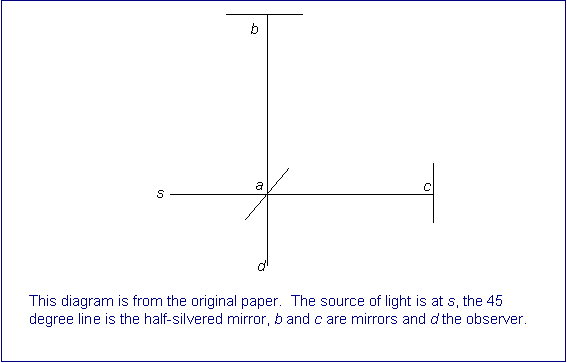 b
a
s
c
d
This diagram is from the original paper.  The source of light is at s, the 45
degree line is the half-silvered mirror, b and c are mirrors and d the observer.